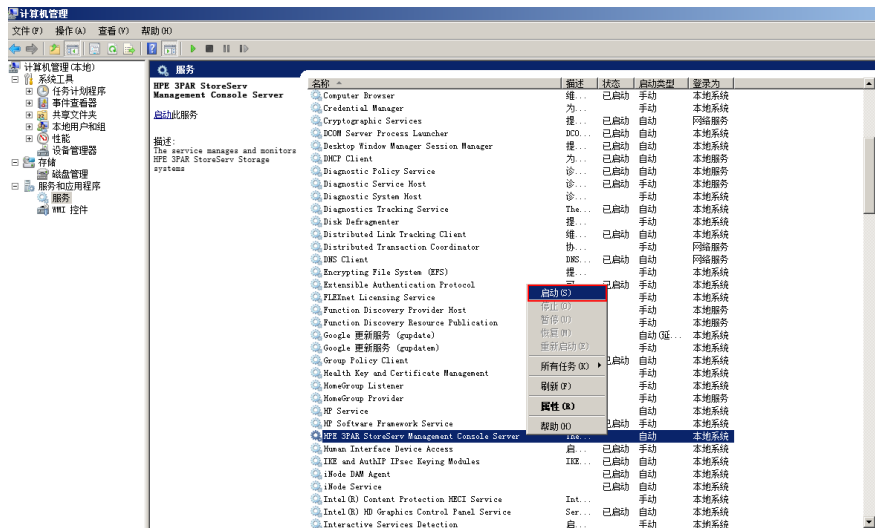 计算机管理
文件(F) 操作(A) 查看(V) 帮助(H)
计算机管理(本地)
系统工具
任务计划程序
事件查看器
共享文件夹
本地用户和组
性能
设备管理器
存储
磁盘管理
服务和应用程序
服务
WMI 控件
服务
HPE 3PAR StoreServ
Management Console Server
启动此服务
描述:
The service manages and monitors
HPE 3PAR StoreServ Storage
systems
名称 描述 状态 启动类型 登录为
Computer Browser 维... 已启动 手动 本地系统
Credential Manager 为... 手动 本地系统
Cryptographic Services 提... 已启动 自动 网络服务
DCOM Server Process Launcher DCO... 已启动 自动 本地系统
Desktop Window Manager Session Manager 提... 已启动 自动 本地系统
DHCP Client 为... 已启动 自动 本地服务
Diagnostic Policy Service 诊... 已启动 自动 本地服务
Diagnostic Service Host 诊... 已启动 手动 本地服务
Diagnostic System Host 诊... 手动 本地系统
Diagnostics Tracking Service The... 已启动 自动 本地系统
Disk Defragmenter 提... 手动 本地系统
Distributed Link Tracking Client 维... 已启动 自动 本地系统
Distributed Transaction Coordinator 协... 手动 网络服务
DNS Client DNS... 已启动 自动 网络服务
Encrypting File System (EFS) 提... 手动 本地系统
Extensible Authentication Protocol 可... 已启动 手动 本地系统
FLEXnet Licensing Service 手动 本地系统
Function Discovery Provider Host 手动 本地服务
Function Discovery Resource Publication 手动 本地服务
Google 更新服务 (gupdate) 自动(延... 本地系统
Google 更新服务 (gupdatem) 手动 本地系统
Group Policy Client 已启动 自动 本地系统
Health Key and Certificate Management 手动 本地系统
HomeGroup Listener 手动 本地系统
HomeGroup Provider 手动 本地服务
HP Service 自动 本地系统
HP Software Framework Service 已启动 手动 本地系统
HPE 3PAR StoreServ Management Console Server The... 自动 本地系统
Human Interface Device Access 启... 已启动 手动 本地系统
IKE and AuthIP IPsec Keying Modules IKE... 已启动 自动 本地系统
iNode DAM Agent 已启动 自动 本地系统
iNode Service 已启动 自动 本地系统
Intel(R) Content Protection HECI Service Int... 手动 本地系统
Intel(R) HD Graphics Control Panel Service Ser... 已启动 自动 本地系统
Interactive Services Detection 启... 手动 本地系统
启动(S)
停止(O)
暂停(U)
恢复(M)
重新启动(E)
所有任务(K)
刷新(F)
属性(R)
帮助(H)